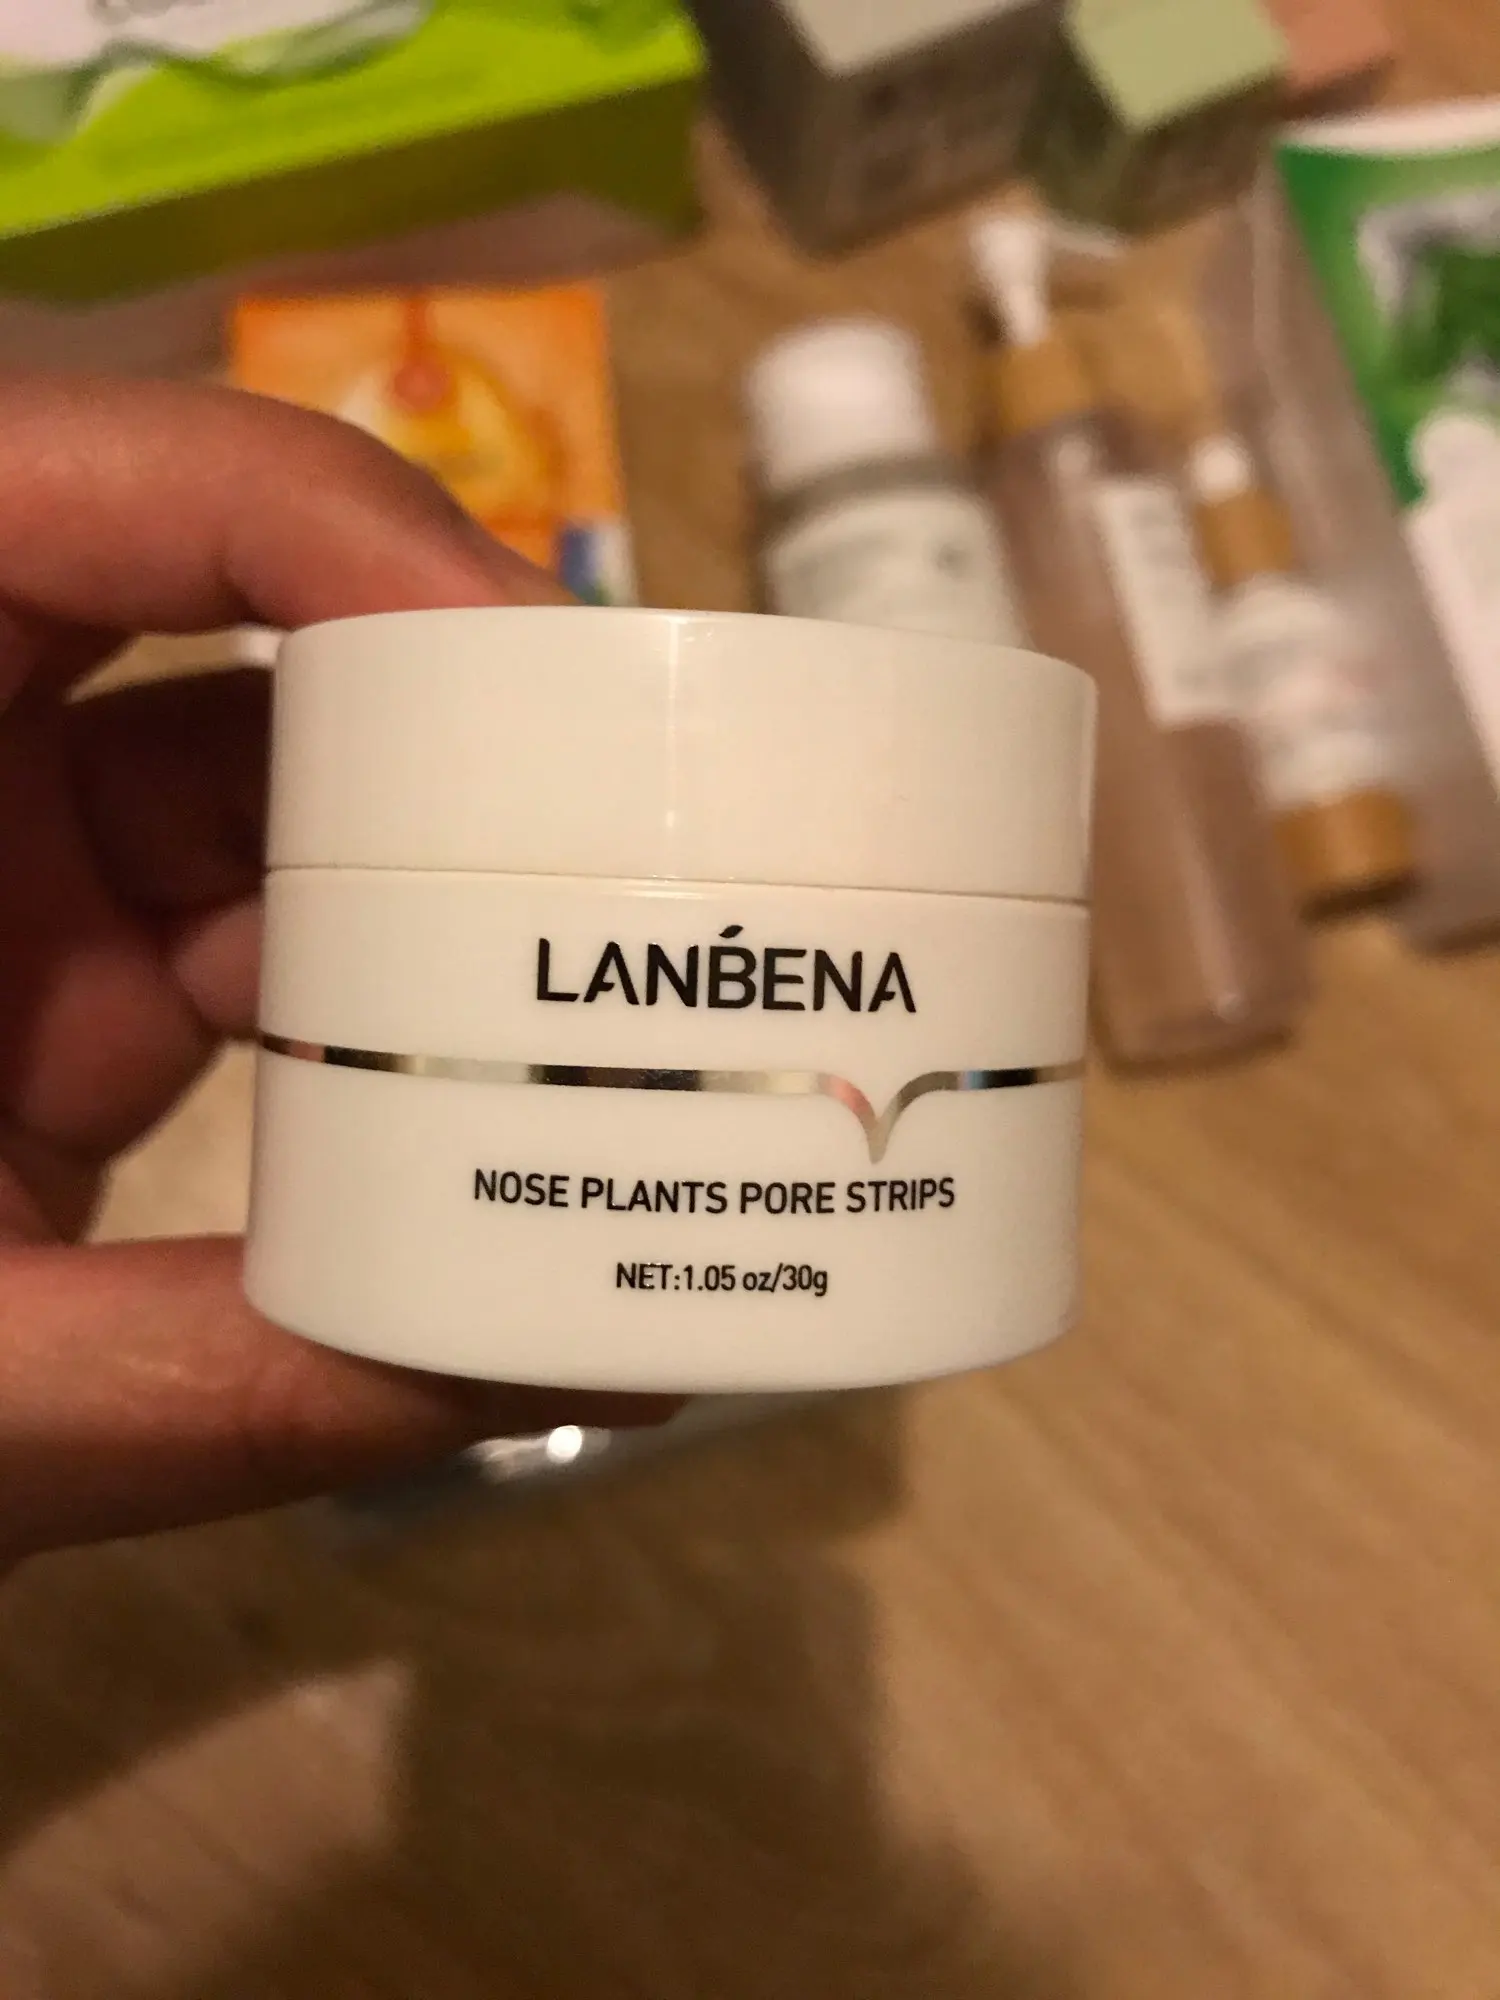 LANBENA
NOSE PLANTS PORE STRIPS
NET:1.05 oz/30g